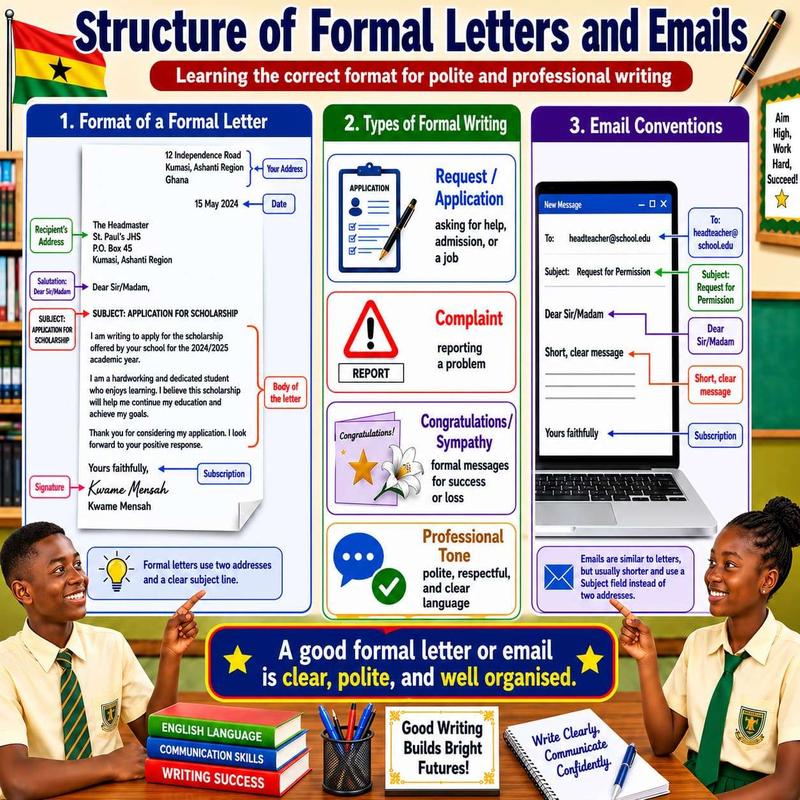 Structure of Formal Letters and Emails
Learning the correct format for polite and professional writing
Aim
High,
Work
Hard,
Succeed!
1. Format of a Formal Letter
12 Independence Road
Kumasi, Ashanti Region
Ghana
Your Address
15 May 2024
Date
Recipient's
Address
The Headmaster
St. Paul's JHS
P.O. Box 45
Kumasi, Ashanti Region
Salutation:
Dear Sir/Madam
Dear Sir/Madam,
SUBJECT:
APPLICATION FOR
SCHOLARSHIP
SUBJECT: APPLICATION FOR SCHOLARSHIP
I am writing to apply for the scholarship
offered by your school for the 2024/2025
academic year.
I am a hardworking and dedicated student
who enjoys learning. I believe this scholarship
will help me continue my education and
achieve my goals.
Thank you for considering my application. I look
forward to your positive response.
Body of
the letter
Yours faithfully,
Subscription
Signature
Kwame Mensah
Kwame Mensah
Formal letters use two addresses
and a clear subject line.
2. Types of Formal Writing
APPLICATION
Request /
Application
asking for help,
admission, or
a job
REPORT
Complaint
reporting
a problem
Congratulations!
Congratulations/
Sympathy
formal messages
for success
or loss
Professional
Tone
polite, respectful,
and clear
language
3. Email Conventions
New Message
To: headteacher@school.edu
To:
headteacher@
school.edu
Subject: Request for Permission
Subject:
Request for
Permission
Dear Sir/Madam
Dear
Sir/Madam
Short, clear message
Short, clear
message
Yours faithfully
Subscription
Emails are similar to letters,
but usually shorter and use a
Subject field instead of
two addresses.
A good formal letter or email
is clear, polite, and well organised.
ENGLISH LANGUAGE
COMMUNICATION SKILLS
WRITING SUCCESS
Good Writing
Builds Bright
Futures!
Write Clearly,
Communicate
Confidently.